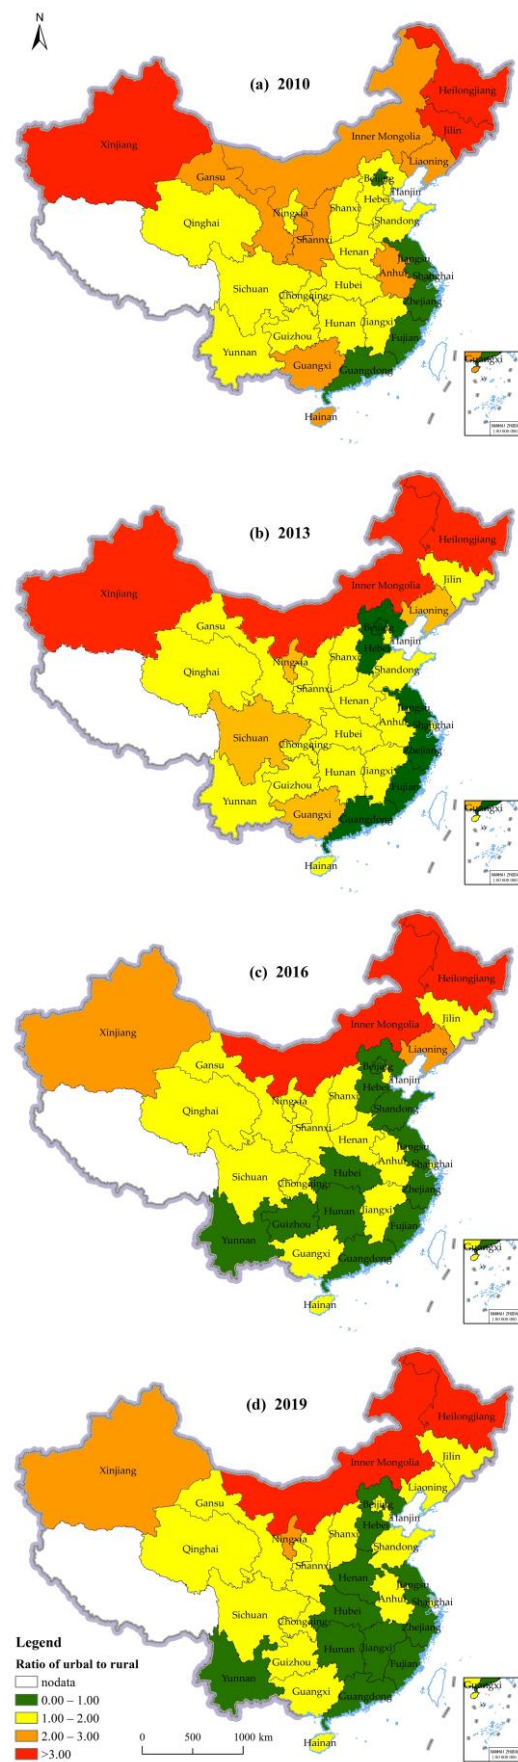 N
(a) 2010
Heilongjiang
Jilin
Xinjiang
Inner Mongolia
Liaoning
Gansu
Beijing
Tianjin
Hebei
Ningxia
Shanxi
Shandong
Qinghai
Shannxi
Henan
Jiangsu
Anhui
Shanghai
Sichuan
Chongqing
Hubei
Zhejiang
Guizhou
Hunan
Jiangxi
Fujian
Yunnan
Guangxi
Guangdong
Hainan
Guangxi
(b) 2013
Heilongjiang
Jilin
Xinjiang
Inner Mongolia
Liaoning
Gansu
Beijing
Tianjin
Hebei
Ningxia
Shanxi
Shandong
Qinghai
Shannxi
Henan
Jiangsu
Anhui
Shanghai
Sichuan
Chongqing
Hubei
Zhejiang
Guizhou
Hunan
Jiangxi
Fujian
Yunnan
Guangxi
Guangdong
Hainan
Guangxi
(c) 2016
Heilongjiang
Jilin
Xinjiang
Inner Mongolia
Liaoning
Gansu
Beijing
Tianjin
Hebei
Ningxia
Shanxi
Shandong
Qinghai
Shannxi
Henan
Jiangsu
Anhui
Shanghai
Sichuan
Chongqing
Hubei
Zhejiang
Guizhou
Hunan
Jiangxi
Fujian
Yunnan
Guangxi
Guangdong
Hainan
Guangxi
(d) 2019
Heilongjiang
Jilin
Xinjiang
Inner Mongolia
Liaoning
Gansu
Beijing
Tianjin
Hebei
Ningxia
Shanxi
Shandong
Qinghai
Shannxi
Henan
Jiangsu
Anhui
Shanghai
Sichuan
Chongqing
Hubei
Zhejiang
Guizhou
Hunan
Jiangxi
Fujian
Yunnan
Guangxi
Guangdong
Hainan
Guangxi
Legend
Ratio of urban to rural
nodata
0.00 – 1.00
1.00 – 2.00
2.00 – 3.00
>3.00
0 500 1000 km